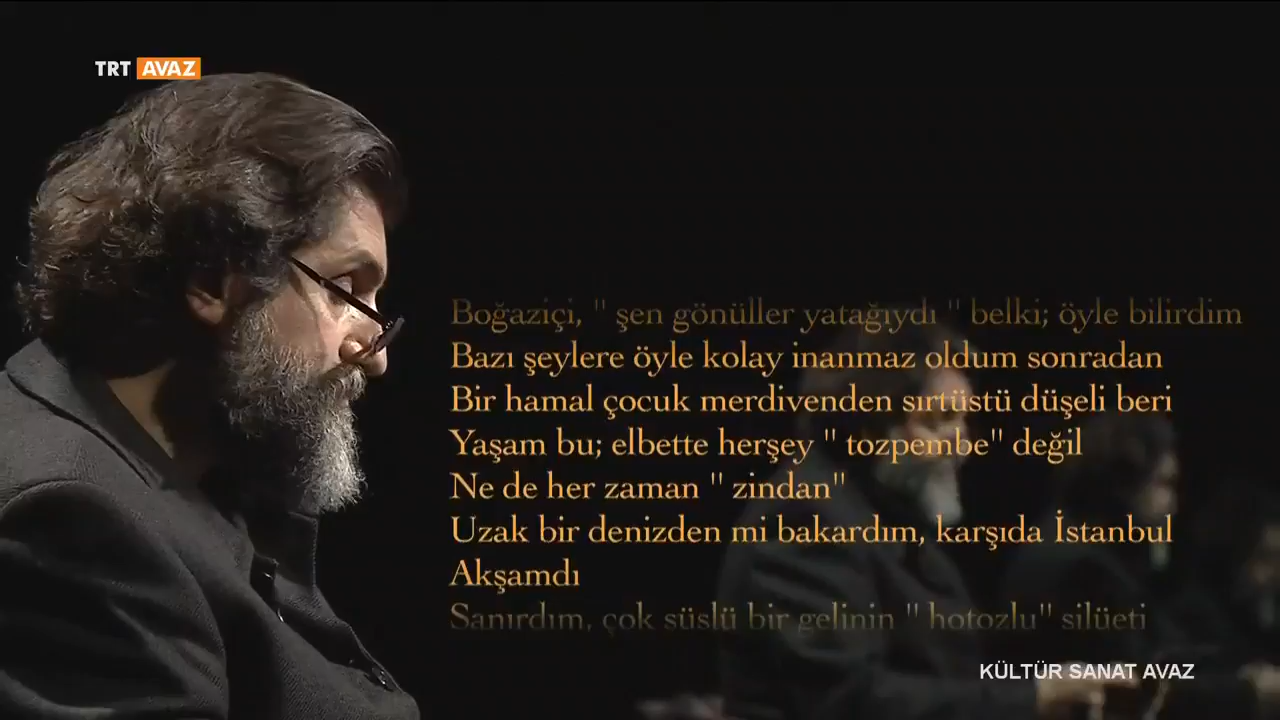 TRT AVAZ
Boğaziçi, " şen gönüller yatağıydı " belki; öyle bilirdim
Bazı şeylere öyle kolay inanmaz oldum sonradan
Bir hamal çocuk merdivenden sırtüstü düşeli beri
Yaşam bu; elbette herşey " tozpembe" değil
Ne de her zaman " zindan"
Uzak bir denizden mi bakardım, karşıda İstanbul
Akşamdı
Sanırdım, çok süslü bir gelinin " hotozlu" silüeti
KÜLTÜR SANAT AVAZ